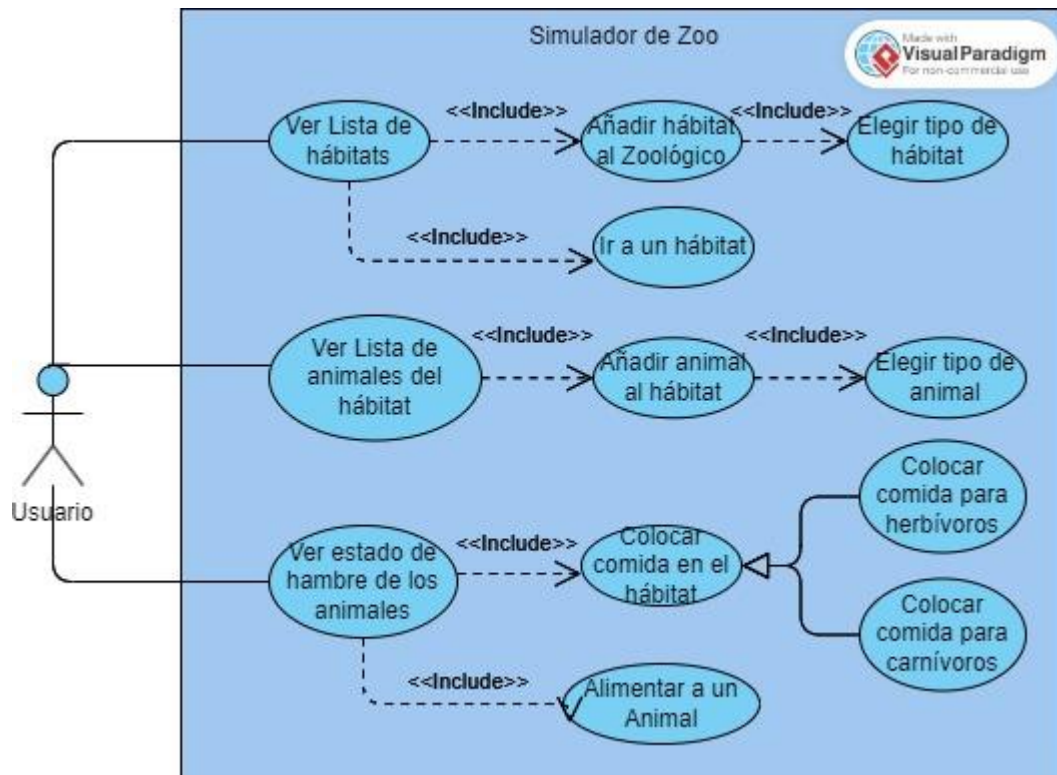 Simulador de Zoo
Made with
Visual Paradigm
For non-commercial use
Ver Lista de
hábitats
<<Include>>
Añadir hábitat
al Zoológico
<<Include>>
Elegir tipo de
hábitat
<<Include>>
Ir a un hábitat
Ver Lista de
animales del
hábitat
<<Include>>
Añadir animal
al hábitat
<<Include>>
Elegir tipo de
animal
Usuario
Ver estado de
hambre de los
animales
<<Include>>
Colocar
comida en el
hábitat
Colocar
comida para
herbívoros
Colocar
comida para
carnívoros
<<Include>>
Alimentar a un
Animal